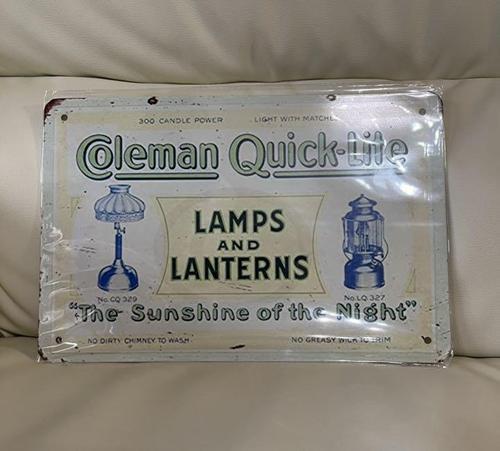 300 CANDLE POWER LIGHT WITH MATCHES
Coleman Quick-Lite
LAMPS
AND
LANTERNS
No. CQ 329 No. LQ 327
"The Sunshine of the Night"
NO DIRTY CHIMNEY TO WASH NO GREASY WICK TO TRIM